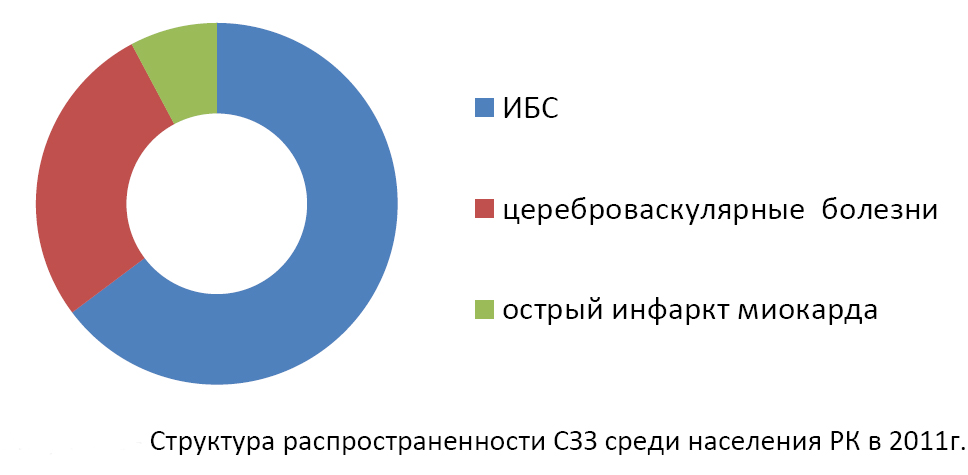 ИБС
цереброваскулярные болезни
острый инфаркт миокарда
Структура распространенности СЗЗ среди населения РК в 2011г.